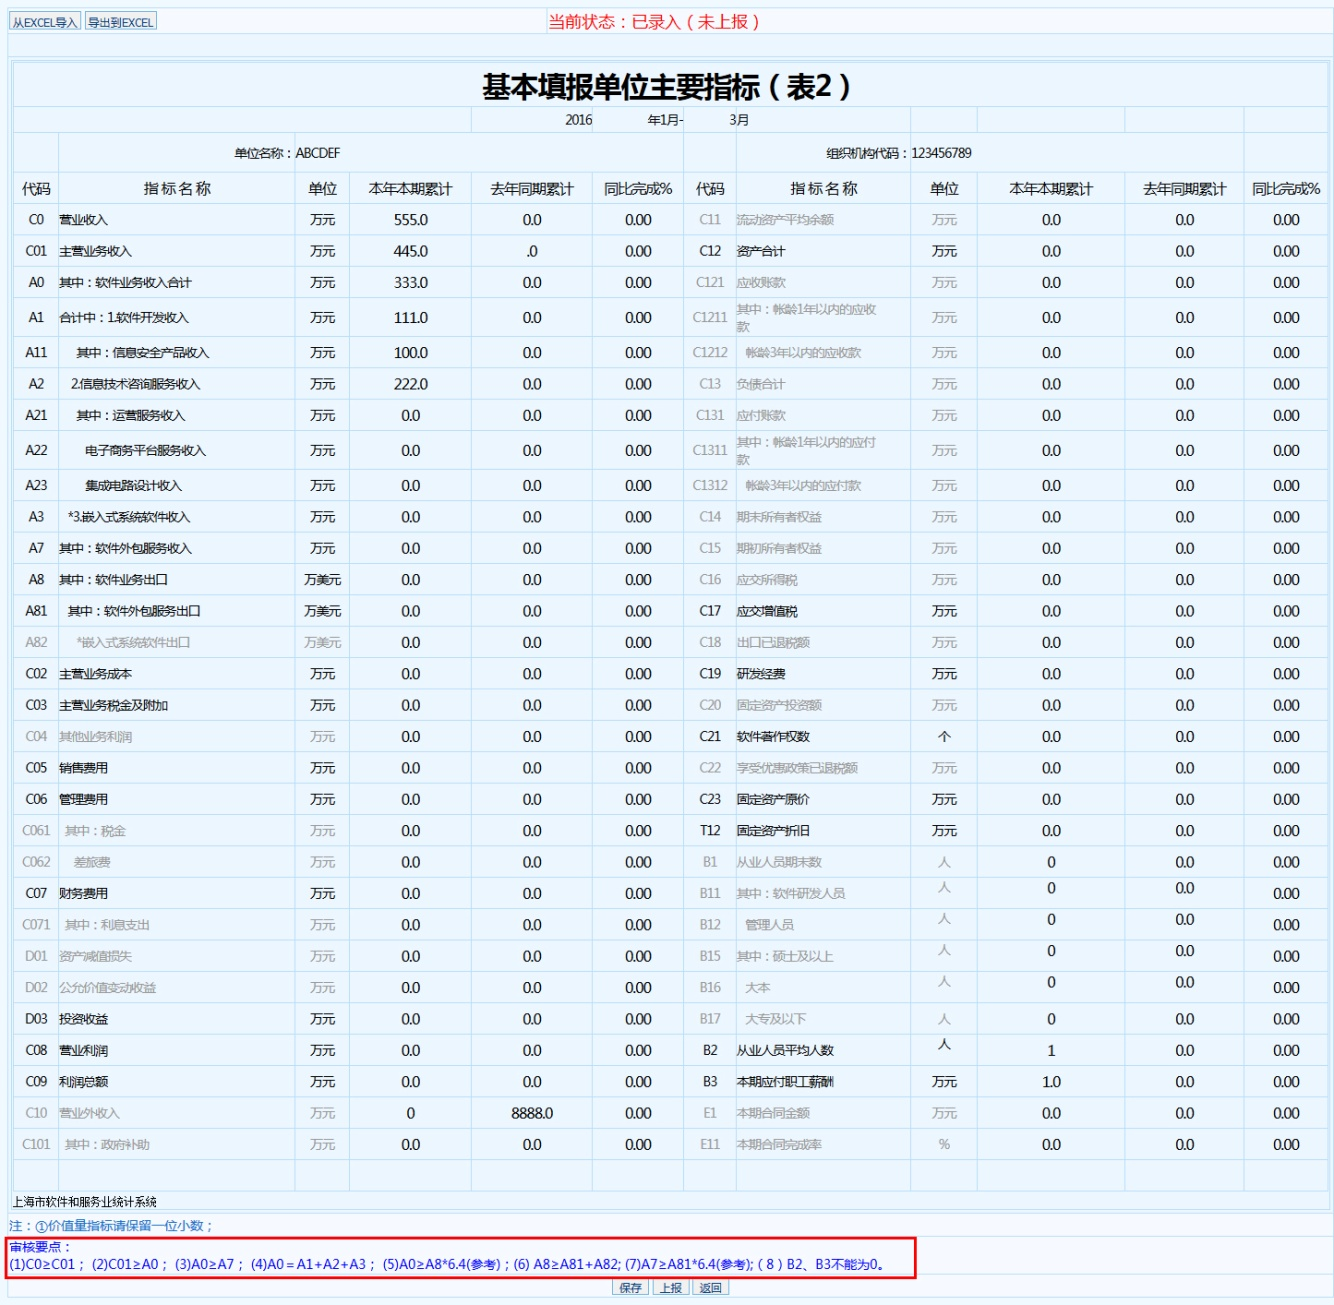 从EXCEL导入 导出到EXCEL 当前状态：已录入（未上报）
基本填报单位主要指标（表2）
2016 年1月- 3月
单位名称：ABCDEF 组织机构代码：123456789
代码 指 标 名 称 单位 本年本期累计 去年同期累计 同比完成% 代码 指 标 名 称 单位 本年本期累计 去年同期累计 同比完成%
C0 营业收入 万元 555.0 0.0 0.00 C11 流动资产平均余额 万元 0.0 0.0 0.00
C01 主营业务收入 万元 445.0 .0 0.00 C12 资产合计 万元 0.0 0.0 0.00
A0 其中：软件业务收入合计 万元 333.0 0.0 0.00 C121 应收账款 万元 0.0 0.0 0.00
A1 合计中：1.软件开发收入 万元 111.0 0.0 0.00 C1211 其中：帐龄1年以内的应收款 万元 0.0 0.0 0.00
A11 其中：信息安全产品收入 万元 100.0 0.0 0.00 C1212 帐龄3年以内的应收款 万元 0.0 0.0 0.00
A2 2.信息技术咨询服务收入 万元 222.0 0.0 0.00 C13 负债合计 万元 0.0 0.0 0.00
A21 其中：运营服务收入 万元 0.0 0.0 0.00 C131 应付账款 万元 0.0 0.0 0.00
A22 电子商务平台服务收入 万元 0.0 0.0 0.00 C1311 其中：帐龄1年以内的应付款 万元 0.0 0.0 0.00
A23 集成电路设计收入 万元 0.0 0.0 0.00 C1312 帐龄3年以内的应付款 万元 0.0 0.0 0.00
A3 *3.嵌入式系统软件收入 万元 0.0 0.0 0.00 C14 期末所有者权益 万元 0.0 0.0 0.00
A7 其中：软件外包服务收入 万元 0.0 0.0 0.00 C15 期初所有者权益 万元 0.0 0.0 0.00
A8 其中：软件业务出口 万美元 0.0 0.0 0.00 C16 应交所得税 万元 0.0 0.0 0.00
A81 其中：软件外包服务出口 万美元 0.0 0.0 0.00 C17 应交增值税 万元 0.0 0.0 0.00
A82 *嵌入式系统软件出口 万美元 0.0 0.0 0.00 C18 出口已退税额 万元 0.0 0.0 0.00
C02 主营业务成本 万元 0.0 0.0 0.00 C19 研发经费 万元 0.0 0.0 0.00
C03 主营业务税金及附加 万元 0.0 0.0 0.00 C20 固定资产投资额 万元 0.0 0.0 0.00
C04 其他业务利润 万元 0.0 0.0 0.00 C21 软件著作权数 个 0.0 0.0 0.00
C05 销售费用 万元 0.0 0.0 0.00 C22 享受优惠政策已退税额 万元 0.0 0.0 0.00
C06 管理费用 万元 0.0 0.0 0.00 C23 固定资产原价 万元 0.0 0.0 0.00
C061 其中：税金 万元 0.0 0.0 0.00 T12 固定资产折旧 万元 0.0 0.0 0.00
C062 差旅费 万元 0.0 0.0 0.00 B1 从业人员期末数 人 0 0.0 0.00
C07 财务费用 万元 0.0 0.0 0.00 B11 其中：软件研发人员 人 0 0.0 0.00
C071 其中：利息支出 万元 0.0 0.0 0.00 B12 管理人员 人 0 0.0 0.00
D01 资产减值损失 万元 0.0 0.0 0.00 B15 其中：硕士及以上 人 0 0.0 0.00
D02 公允价值变动收益 万元 0.0 0.0 0.00 B16 大本 人 0 0.0 0.00
D03 投资收益 万元 0.0 0.0 0.00 B17 大专及以下 人 0 0.0 0.00
C08 营业利润 万元 0.0 0.0 0.00 B2 从业人员平均人数 人 1 0.0 0.00
C09 利润总额 万元 0.0 0.0 0.00 B3 本期应付职工薪酬 万元 1.0 0.0 0.00
C10 营业外收入 万元 0 8888.0 0.00 E1 本期合同金额 万元 0.0 0.0 0.00
C101 其中：政府补助 万元 0.0 0.0 0.00 E11 本期合同完成率 % 0.0 0.0 0.00
上海市软件和服务业统计系统
注：①价值量指标请保留一位小数；
审核要点：
(1)C0≥C01； (2)C01≥A0； (3)A0≥A7； (4)A0＝A1+A2+A3； (5)A0≥A8*6.4(参考)；(6) A8≥A81+A82; (7)A7≥A81*6.4(参考);（8）B2、B3不能为0。
保存 上报 返回